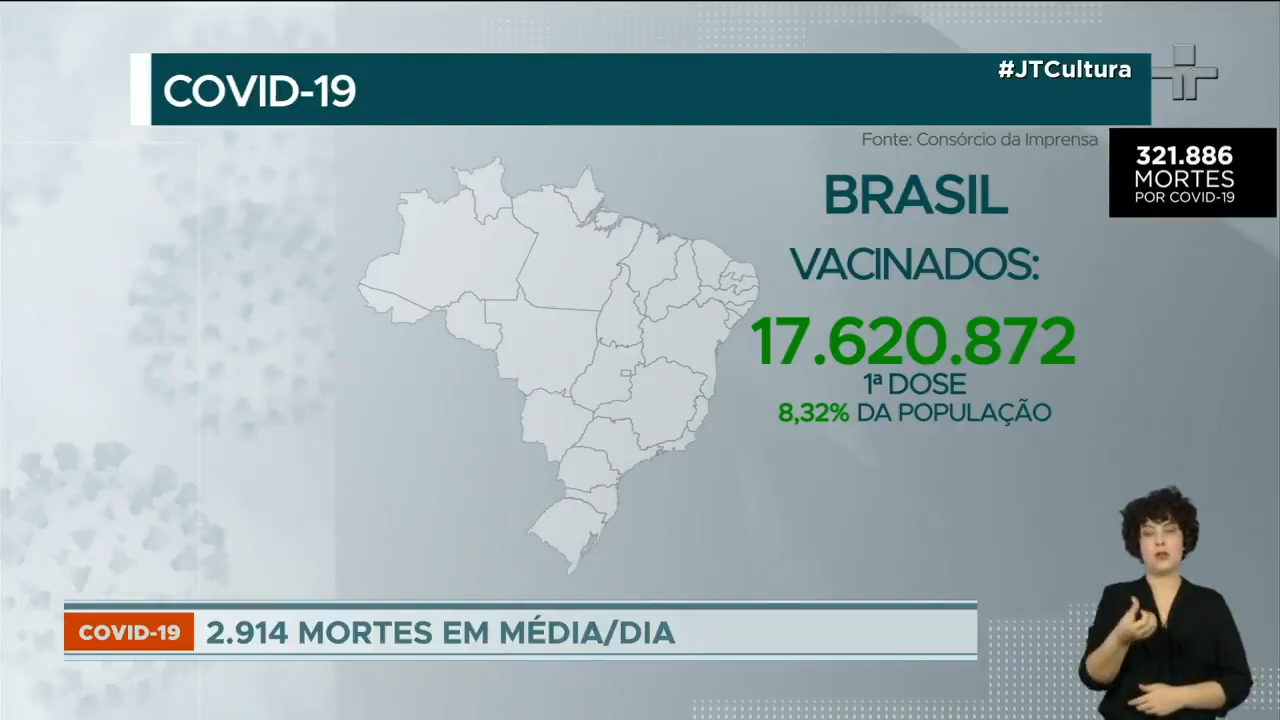 COVID-19
#JTCultura
Fonte: Consórcio da Imprensa
321.886
MORTES
POR COVID-19
BRASIL
VACINADOS:
17.620.872
1ª DOSE
8,32% DA POPULAÇÃO
COVID-19 2.914 MORTES EM MÉDIA/DIA